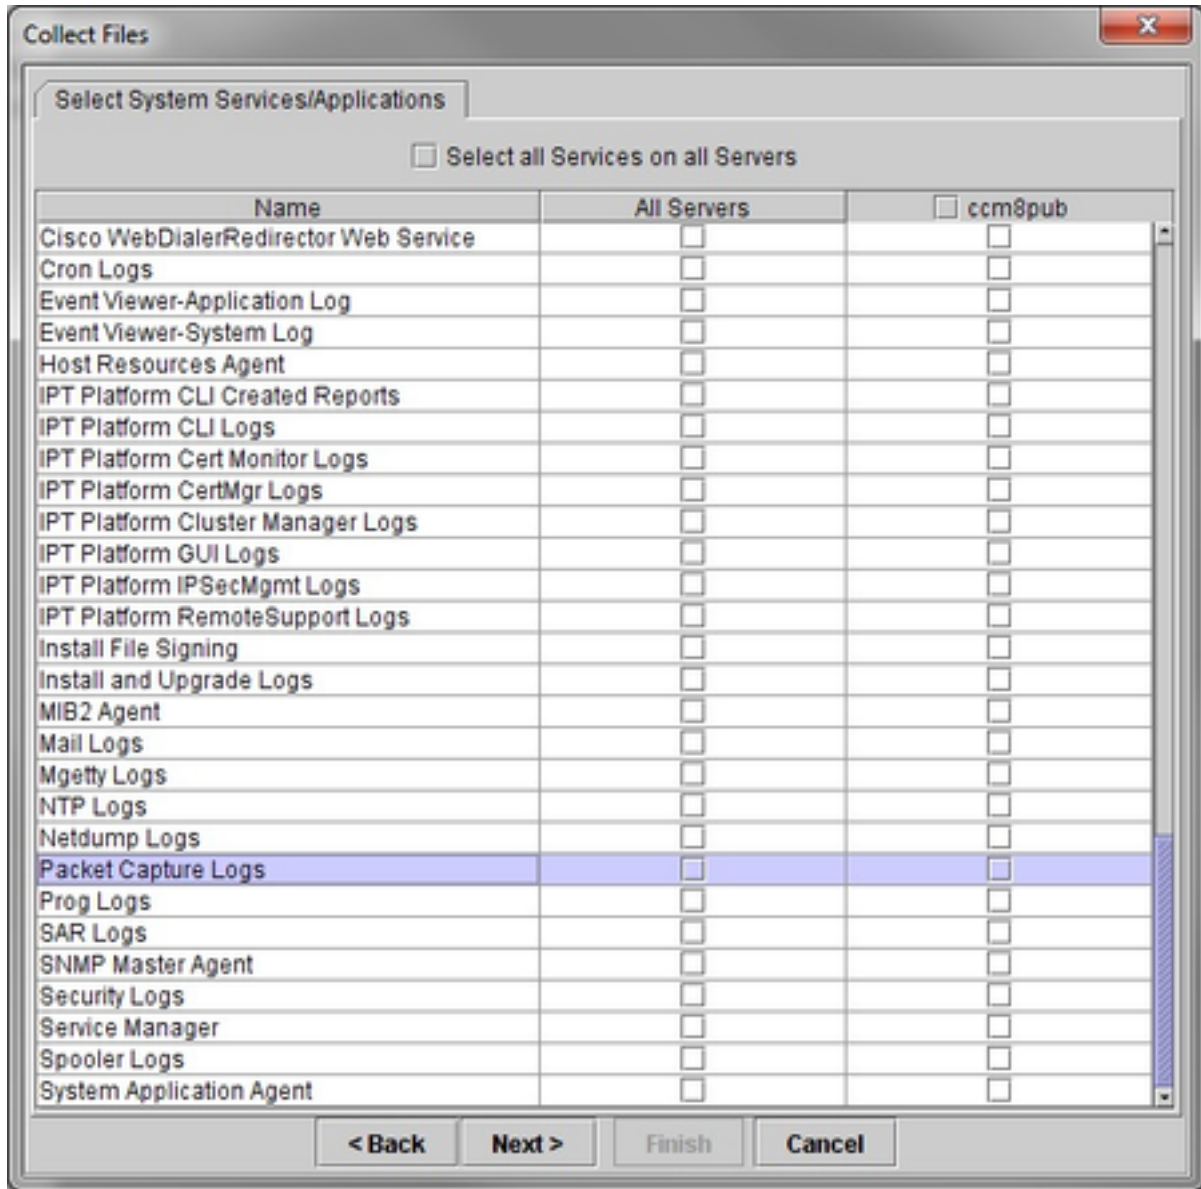 Collect Files
Select System Services/Applications
Select all Services on all Servers
Name All Servers ccm8pub
Cisco WebDialerRedirector Web Service
Cron Logs
Event Viewer-Application Log
Event Viewer-System Log
Host Resources Agent
IPT Platform CLI Created Reports
IPT Platform CLI Logs
IPT Platform Cert Monitor Logs
IPT Platform CertMgr Logs
IPT Platform Cluster Manager Logs
IPT Platform GUI Logs
IPT Platform IPSecMgmt Logs
IPT Platform RemoteSupport Logs
Install File Signing
Install and Upgrade Logs
MIB2 Agent
Mail Logs
Mgetty Logs
NTP Logs
Netdump Logs
Packet Capture Logs
Prog Logs
SAR Logs
SNMP Master Agent
Security Logs
Service Manager
Spooler Logs
System Application Agent
< Back Next > Finish Cancel